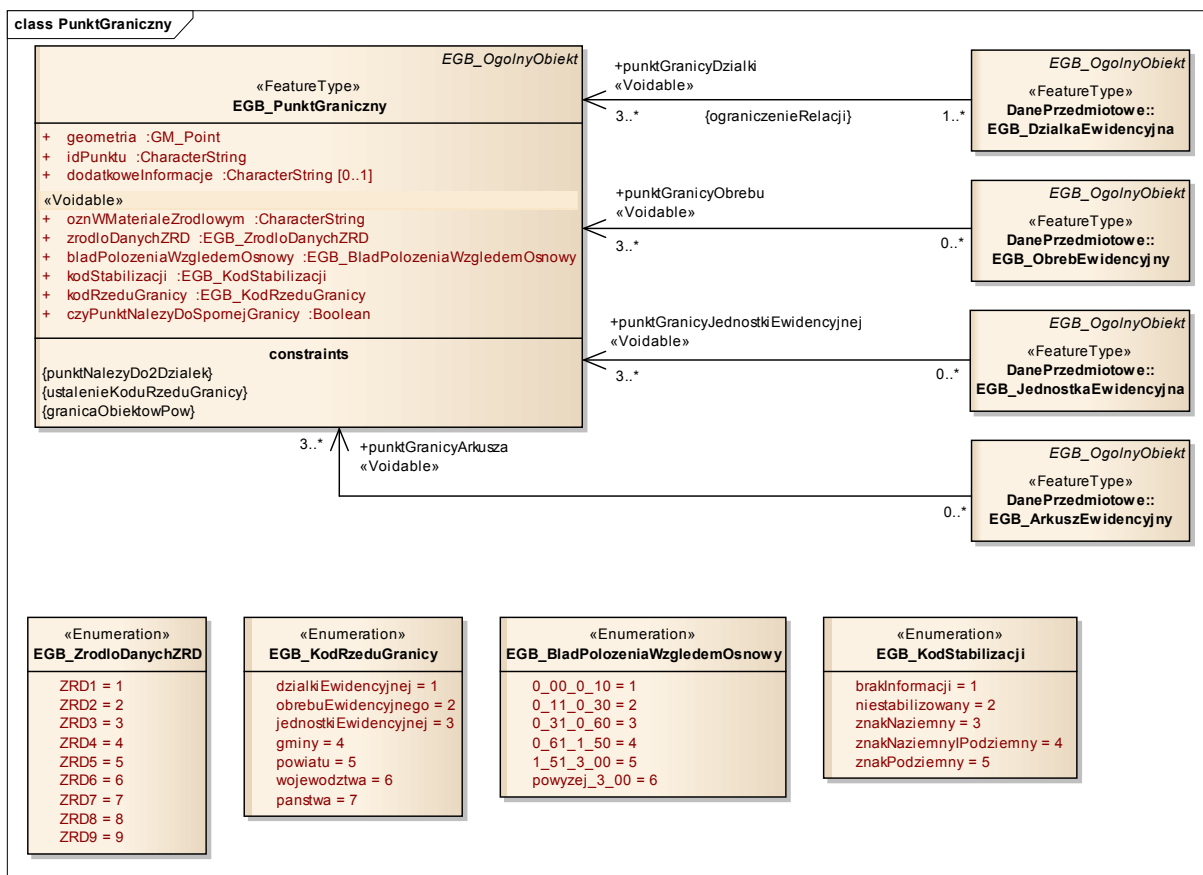 class PunktGraniczny
EGB_OgolnyObiekt
«FeatureType»
EGB_PunktGraniczny
+ geometria :GM_Point
+ idPunktu :CharacterString
+ dodatkoweInformacje :CharacterString [0..1]
«Voidable»
+ oznWMaterialeZrodlowym :CharacterString
+ zrodloDanychZRD :EGB_ZrodloDanychZRD
+ bladPolozeniaWzgledemOsnowy :EGB_BladPolozeniaWzgledemOsnowy
+ kodStabilizacji :EGB_KodStabilizacji
+ kodRzeduGranicy :EGB_KodRzeduGranicy
+ czyPunktNalezyDoSpornejGranicy :Boolean
constraints
{punktNalezyDo2Dzialek}
{ustalenieKoduRzeduGranicy}
{granicaObiektowPow}
+punktGranicyDzialki
«Voidable»
3..* {ograniczenieRelacji} 1..*
EGB_OgolnyObiekt
«FeatureType»
DanePrzedmiotowe::
EGB_DzialkaEwidencyjna
+punktGranicyObrebu
«Voidable»
3..* 0..*
EGB_OgolnyObiekt
«FeatureType»
DanePrzedmiotowe::
EGB_ObrebEwidencyjny
+punktGranicyJednostkiEwidencyjnej
«Voidable»
3..* 0..*
EGB_OgolnyObiekt
«FeatureType»
DanePrzedmiotowe::
EGB_JednostkaEwidencyjna
3..* +punktGranicyArkusza
«Voidable»
0..*
EGB_OgolnyObiekt
«FeatureType»
DanePrzedmiotowe::
EGB_ArkuszEwidencyjny
«Enumeration»
EGB_ZrodloDanychZRD
ZRD1 = 1
ZRD2 = 2
ZRD3 = 3
ZRD4 = 4
ZRD5 = 5
ZRD6 = 6
ZRD7 = 7
ZRD8 = 8
ZRD9 = 9
«Enumeration»
EGB_KodRzeduGranicy
dzialkiEwidencyjnej = 1
obrebuEwidencyjnego = 2
jednostkiEwidencyjnej = 3
gminy = 4
powiatu = 5
wojewodztwa = 6
panstwa = 7
«Enumeration»
EGB_BladPolozeniaWzgledemOsnowy
0_00_0_10 = 1
0_11_0_30 = 2
0_31_0_60 = 3
0_61_1_50 = 4
1_51_3_00 = 5
powyzej_3_00 = 6
«Enumeration»
EGB_KodStabilizacji
brakInformacji = 1
niestabilizowany = 2
znakNaziemny = 3
znakNaziemnyIPodziemny = 4
znakPodziemny = 5